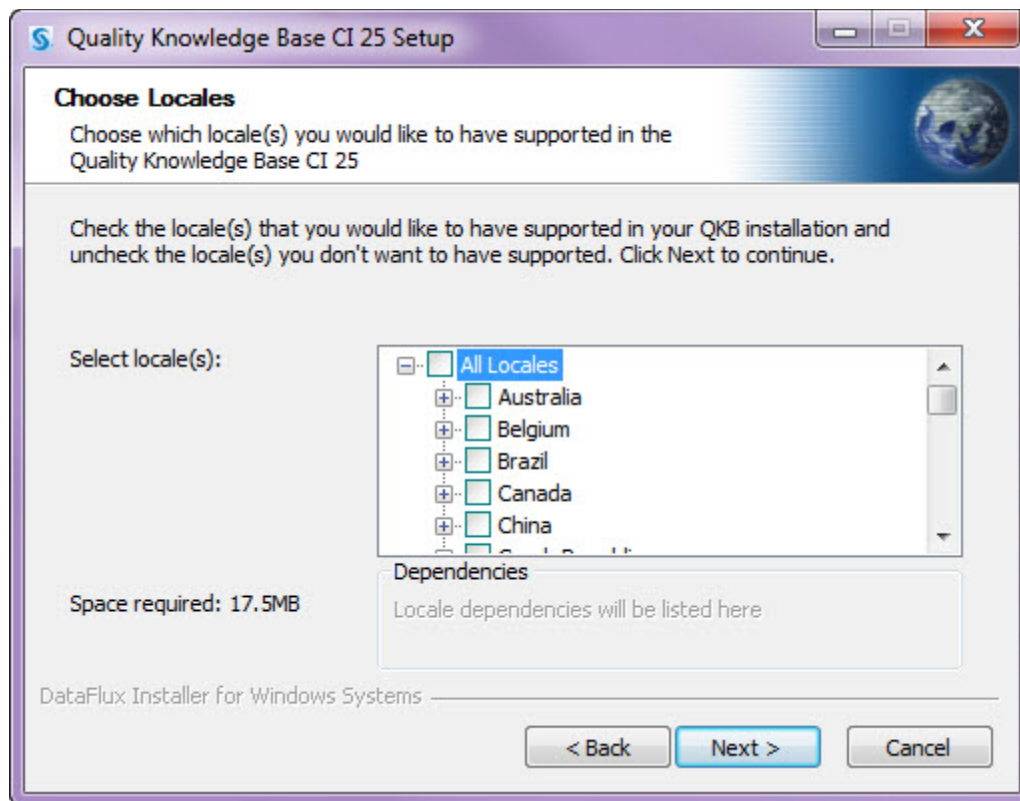 Quality Knowledge Base CI 25 Setup
Choose Locales
Choose which locale(s) you would like to have supported in the
Quality Knowledge Base CI 25
Check the locale(s) that you would like to have supported in your QKB installation and
uncheck the locale(s) you don't want to have supported. Click Next to continue.
Select locale(s):
All Locales
Australia
Belgium
Brazil
Canada
China
Dependencies
Space required: 17.5MB
Locale dependencies will be listed here
DataFlux Installer for Windows Systems
< Back
Next >
Cancel